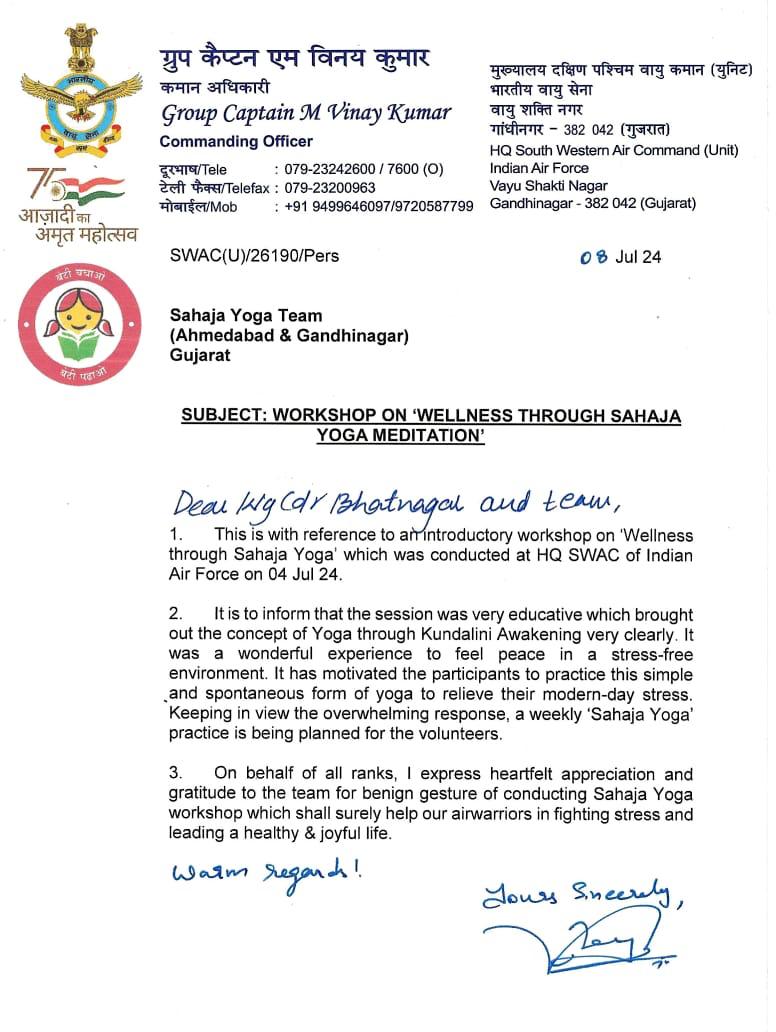 ग्रुप कैप्टन एम विनय कुमार
कमान अधिकारी
Group Captain M Vinay Kumar
Commanding Officer
दूरभाष/Tele : 079-23242600 / 7600 (O)
टेली फैक्स/Telefax : 079-23200963
मोबाईल/Mob : +91 9499646097/9720587799
मुख्यालय दक्षिण पश्चिम वायु कमान (युनिट)
भारतीय वायु सेना
वायु शक्ति नगर
गांधीनगर – 382 042 (गुजरात)
HQ South Western Air Command (Unit)
Indian Air Force
Vayu Shakti Nagar
Gandhinagar - 382 042 (Gujarat)
75
आज़ादी का
अमृत महोत्सव
बेटी बचाओ
बेटी पढ़ाओ
SWAC(U)/26190/Pers
08 Jul 24
Sahaja Yoga Team
(Ahmedabad & Gandhinagar)
Gujarat
SUBJECT: WORKSHOP ON ‘WELLNESS THROUGH SAHAJA
YOGA MEDITATION’
Dear Wg Cdr Bhatnagar and team,
1. This is with reference to an introductory workshop on ‘Wellness
through Sahaja Yoga’ which was conducted at HQ SWAC of Indian
Air Force on 04 Jul 24.
2. It is to inform that the session was very educative which brought
out the concept of Yoga through Kundalini Awakening very clearly. It
was a wonderful experience to feel peace in a stress-free
environment. It has motivated the participants to practice this simple
and spontaneous form of yoga to relieve their modern-day stress.
Keeping in view the overwhelming response, a weekly ‘Sahaja Yoga’
practice is being planned for the volunteers.
3. On behalf of all ranks, I express heartfelt appreciation and
gratitude to the team for benign gesture of conducting Sahaja Yoga
workshop which shall surely help our airwarriors in fighting stress and
leading a healthy & joyful life.
Warm regards!
Yours Sincerely,